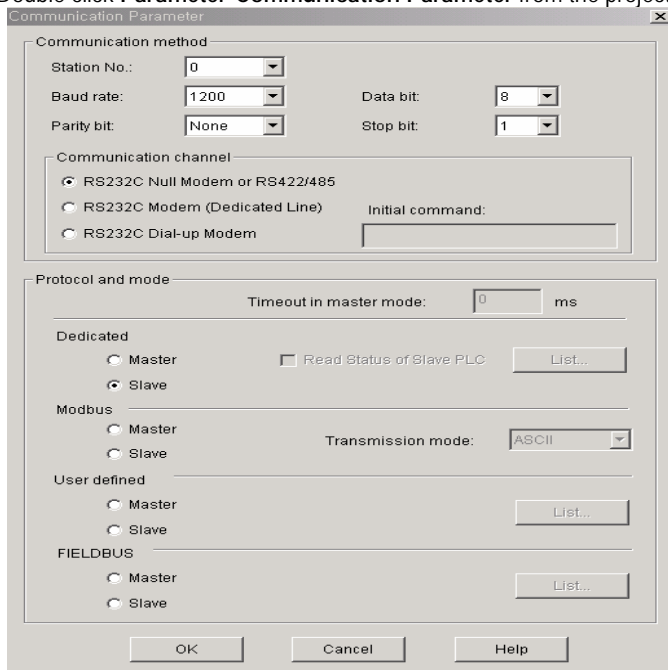 Double click Parameter-Communication Parameter from the project
Communication Parameter
Communication method
Station No.: 0
Baud rate: 1200 Data bit: 8
Parity bit: None Stop bit: 1
Communication channel
RS232C Null Modem or RS422/485
RS232C Modem (Dedicated Line) Initial command:
RS232C Dial-up Modem
Protocol and mode
Timeout in master mode: 0 ms
Dedicated
Master Read Status of Slave PLC List...
Slave
Modbus
Master
Transmission mode: ASCII
Slave
User defined
Master
List...
Slave
FIELDBUS
Master
List...
Slave
OK Cancel Help